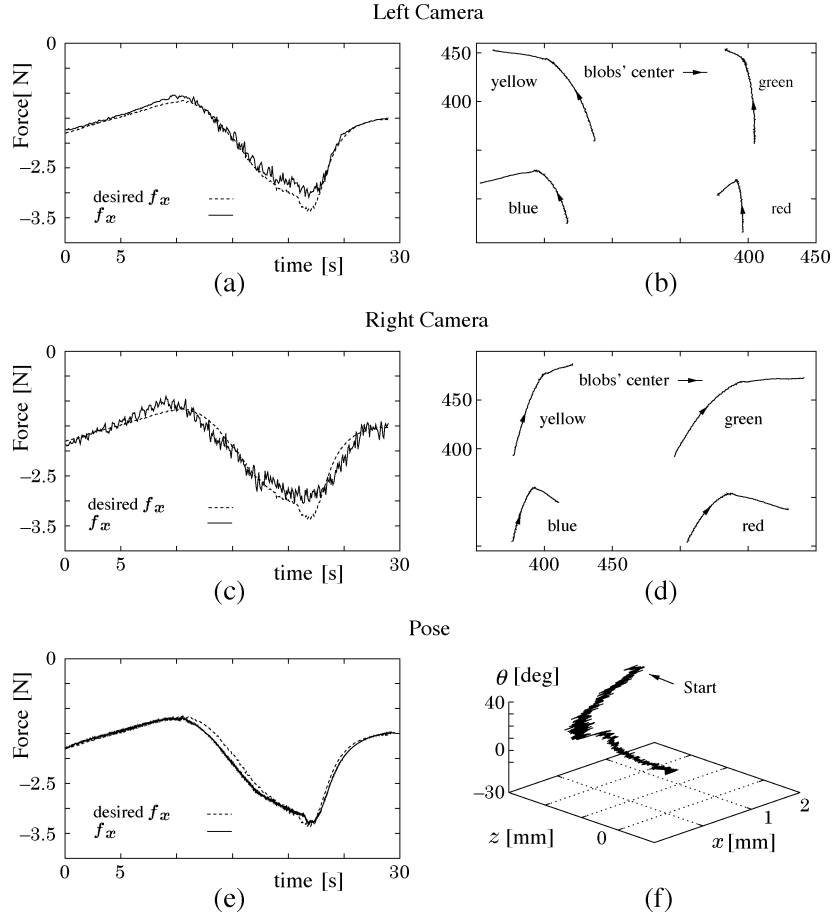 Left Camera
0
−2.5
−3.5
Force[ N]
desired fx
fx
0 5 30
time [s]
(a)
450
400
yellow
blobs' center
green
blue
red
400 450
(b)
Right Camera
0
−2.5
−3.5
Force [N]
desired fx
fx
0 5 30
time [s]
(c)
450
400
blobs' center
yellow
green
blue
red
400 450
(d)
Pose
0
−2.5
−3.5
Force [N]
desired fx
fx
0 5 30
time [s]
(e)
θ [deg]
Start
40
0
−30
z [mm]
0
x [mm]
1
2
(f)